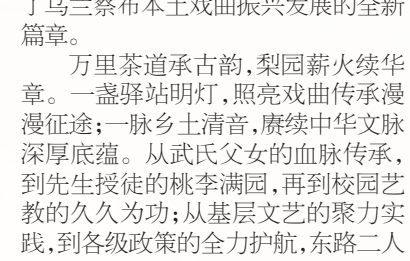 了乌兰察布本土戏曲振兴发展的全新
篇章。
万里茶道承古韵,梨园薪火续华
章。一盏驿站明灯,照亮戏曲传承漫
漫征途;一脉乡土清音,赓续中华文脉
深厚底蕴。从武氏父女的血脉传承,
到先生授徒的桃李满园,再到校园艺
教的久久为功;从基层文艺的聚力实
践,到各级政策的全力护航,东路二人